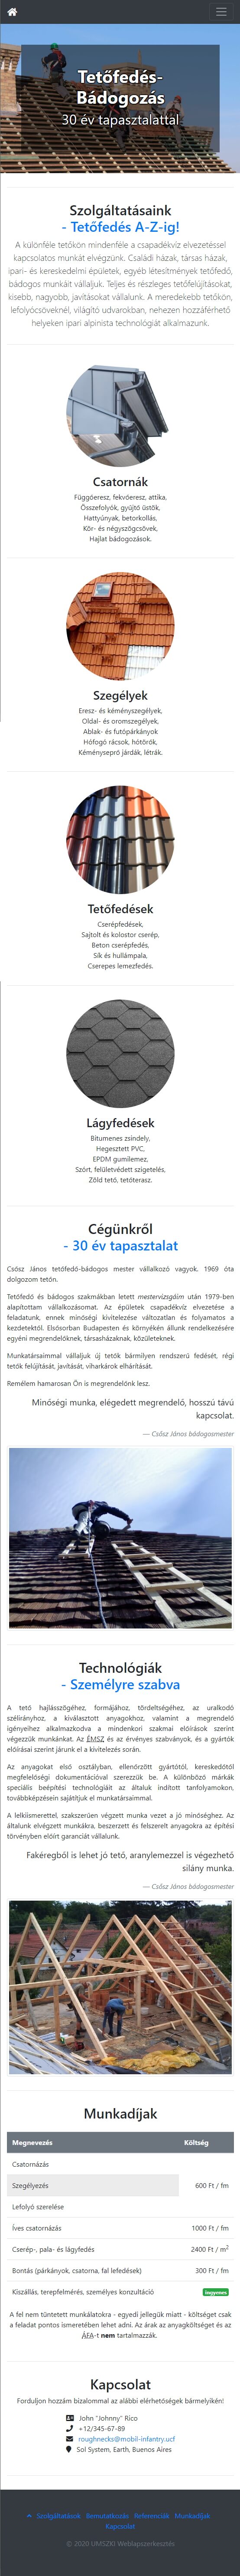 Tetőfedés-
Bádogozás
30 év tapasztalattal
Szolgáltatásaink
- Tetőfedés A-Z-ig!
A különféle tetőkön mindenféle a csapadékvíz elvezetéssel
kapcsolatos munkát elvégzünk. Családi házak, társas házak,
ipari- és kereskedelmi épületek, egyéb létesítmények tetőfedő,
bádogos munkáit vállaljuk. Teljes és részleges tetőfelújításokat,
kisebb, nagyobb, javításokat vállalunk. A meredekebb tetőkön,
lefolyócsöveknél, világító udvarokban, nehezen hozzáférhető
helyeken ipari alpinista technológiát alkalmazunk.
Csatornák
Függőeresz, fekvőeresz, attika,
Összefolyók, gyűjtő üstök,
Hattyúnyak, betorkollás,
Kör- és négyszögcsövek,
Hajlat bádogozások.
Szegélyek
Eresz- és kéményszegélyek,
Oldal- és oromszegélyek,
Ablak- és futópárkányok
Hófogó rácsok, hótörők,
Kéményseprő járdák, létrák.
Tetőfedések
Cserépfedések,
Sajtolt és kolostor cserép,
Beton cserépfedés,
Sík és hullámpala,
Cserepes lemezfedés.
Lágyfedések
Bitumenes zsindely,
Hegesztett PVC,
EPDM gumilemez,
Szórt, felületvédett szigetelés,
Zöld tető, tetőterasz.
Cégünkről
- 30 év tapasztalat
Csősz János tetőfedő-bádogos mester vállalkozó vagyok. 1969 óta
dolgozom tetőn.
Tetőfedő és bádogos szakmákban letett mestervizsgáim után 1979-ben
alapítottam vállalkozásomat. Az épületek csapadékvíz elvezetése a
feladatunk, ennek minőségi kivitelezése változatlan és folyamatos a
kezdetektől. Elsősorban Budapesten és környékén állunk rendelkezésére
egyéni megrendelőknek, társasházaknak, közületeknek.
Munkatársaimmal vállaljuk új tetők bármilyen rendszerű fedését, régi
tetők felújítását, javítását, viharkárok elhárítását.
Remélem hamarosan Ön is megrendelőnk lesz.
Minőségi munka, elégedett megrendelő, hosszú távú
kapcsolat.
— Csősz János bádogosmester
Technológiák
- Személyre szabva
A tető hajlásszögéhez, formájához, tördeltségéhez, az uralkodó
szélirányhoz, a kiválasztott anyagokhoz, valamint a megrendelő
igényeihez alkalmazkodva a mindenkori szakmai előírások szerint
végezzük munkánkat. Az ÉMSZ és az érvényes szabványok, és a gyártók
előírásai szerint járunk el a kivitelezés során.
Az anyagokat első osztályban, ellenőrzött gyártótól, kereskedőtől
megfelelőségi dokumentációval szerezzük be. A különböző márkák
speciális beépítési technológiáit az általuk indított tanfolyamokon,
továbbképzésein sajátítjuk el munkatársaimmal.
A lelkiismerettel, szakszerűen végzett munka vezet a jó minőséghez. Az
általunk elvégzett munkákra, beszerzett és felszerelt anyagokra az építési
törvényben előírt garanciát vállalunk.
Fakéregből is lehet jó tető, aranylemezzel is végezhető
silány munka.
— Csősz János bádogosmester
Munkadíjak
Megnevezés Költség
Csatornázás
Szegélyezés 600 Ft / fm
Lefolyó szerelése
Íves csatornázás 1000 Ft / fm
Cserép-, pala- és lágyfedés 2400 Ft / m2
Bontás (párkányok, csatorna, fal lefedések) 300 Ft / fm
Kiszállás, terepfelmérés, személyes konzultáció ingyenes
A fel nem tüntetett munkálatokra - egyedi jellegük miatt - költséget csak
a feladat pontos ismeretében lehet adni. Az árak az anyagköltséget és az
ÁFA-t nem tartalmazzák.
Kapcsolat
Forduljon hozzám bizalommal az alábbi elérhetőségek bármelyikén!
John "Johnny" Rico
+12/345-67-89
roughnecks@mobil-infantry.ucf
Sol System, Earth, Buenos Aires
Szolgáltatások Bemutatkozás Referenciák Munkadíjak
Kapcsolat
© 2020 UMSZKI Weblapszerkesztés